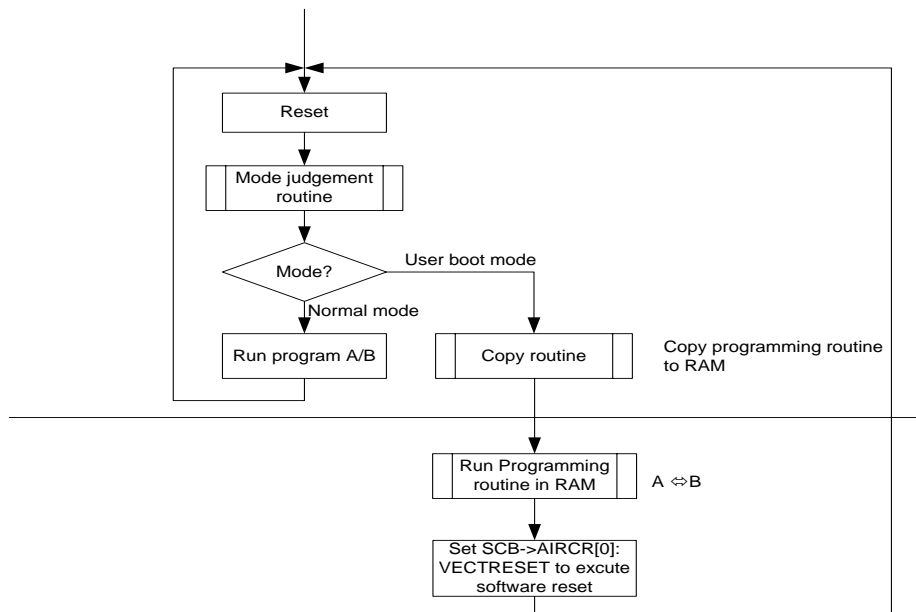 Reset
Mode judgement
routine
Mode?
User boot mode
Normal mode
Run program A/B
Copy routine
Copy programming routine
to RAM
Run Programming
routine in RAM
A ⇔B
Set SCB->AIRCR[0]:
VECTRESET to excute
software reset